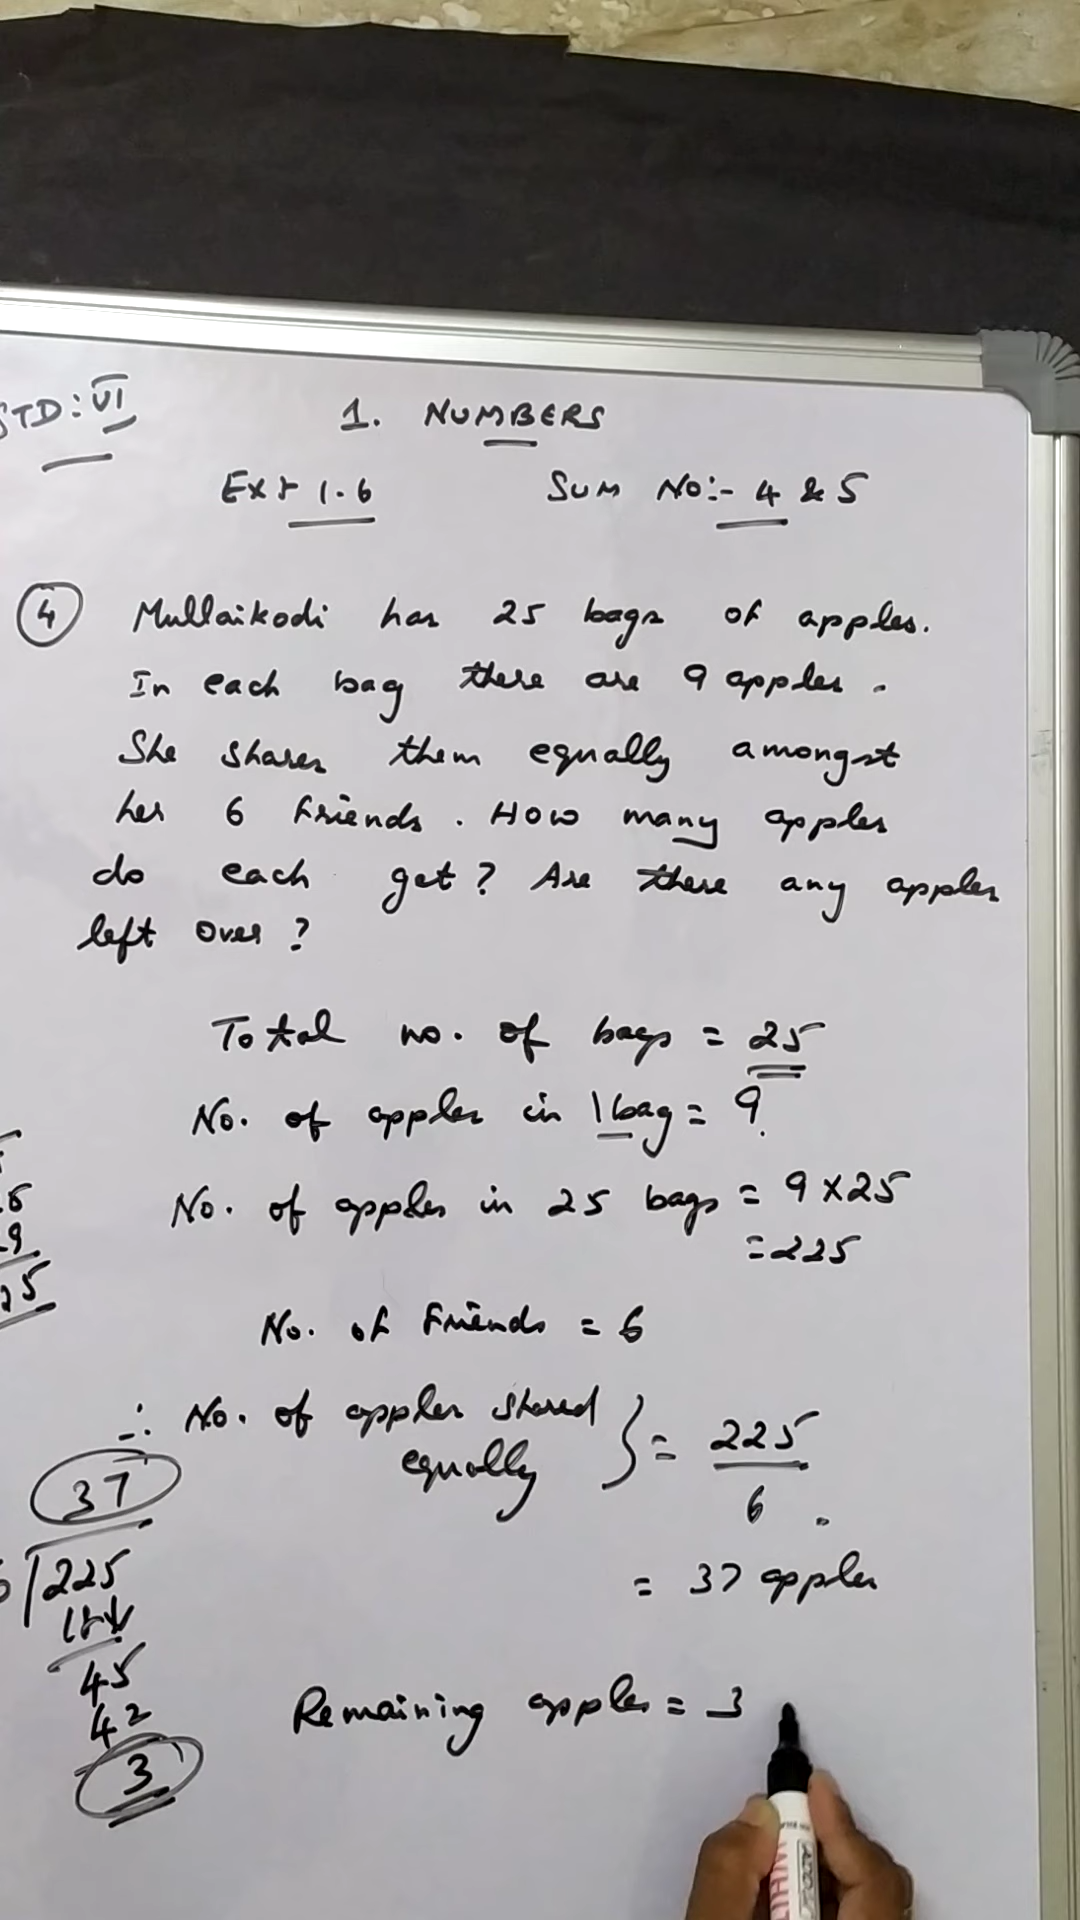 STD: VI
1. NUMBERS
Ex: 1.6
SUM NO:- 4 & 5
4 Mullaikodi has 25 bags of apples.
In each bag there are 9 apples.
She shares them equally amongst
her 6 friends. How many apples
do each get? Are there any apples
left over?
Total no. of bags = 25
No. of apples in 1 bag = 9
No. of apples in 25 bags = 9 x 25
= 225
No. of Friends = 6
∴ No. of apples shared
equally } = 225
6
= 37 apples
37
6 225
18
45
42
3
Remaining apples = 3